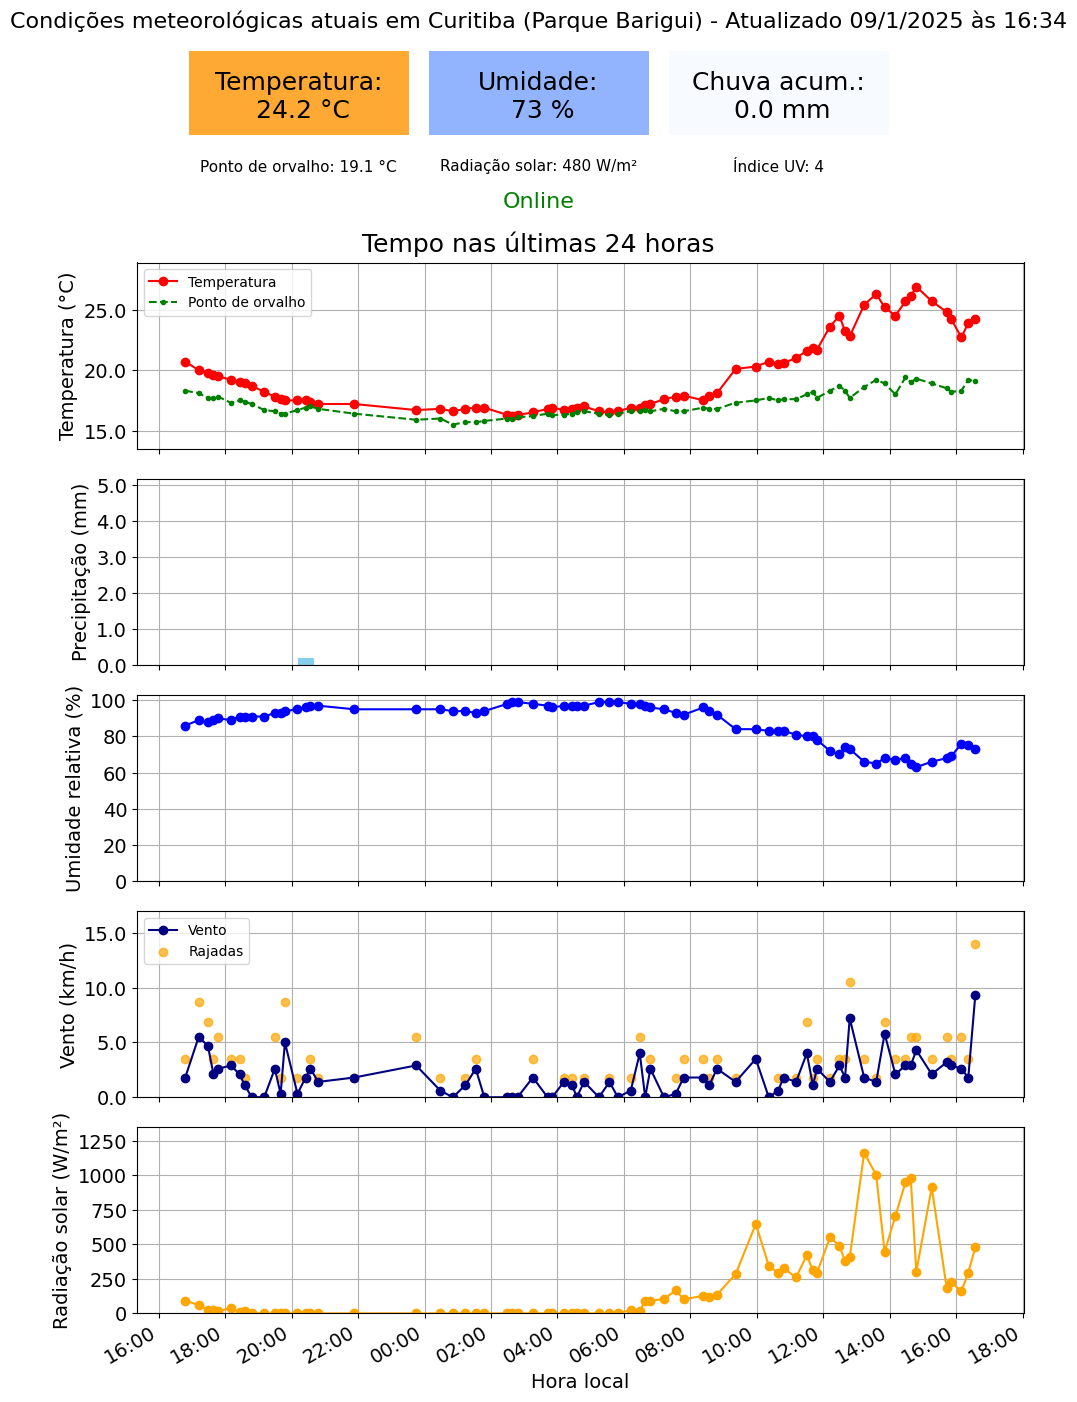 Condições meteorológicas atuais em Curitiba (Parque Barigui) - Atualizado 09/1/2025 às 16:34
Temperatura:
24.2 °C
Umidade:
73 %
Chuva acum.:
0.0 mm
Ponto de orvalho: 19.1 °C
Radiação solar: 480 W/m²
Índice UV: 4
Online
Tempo nas últimas 24 horas
Temperatura (°C)
25.0
20.0
15.0
Temperatura
Ponto de orvalho
Precipitação (mm)
5.0
4.0
3.0
2.0
1.0
0.0
Umidade relativa (%)
100
80
60
40
20
0
Vento (km/h)
15.0
10.0
5.0
0.0
Vento
Rajadas
Radiação solar (W/m²)
1250
1000
750
500
250
0
16:00
18:00
20:00
22:00
00:00
02:00
04:00
06:00
08:00
10:00
12:00
14:00
16:00
18:00
Hora local